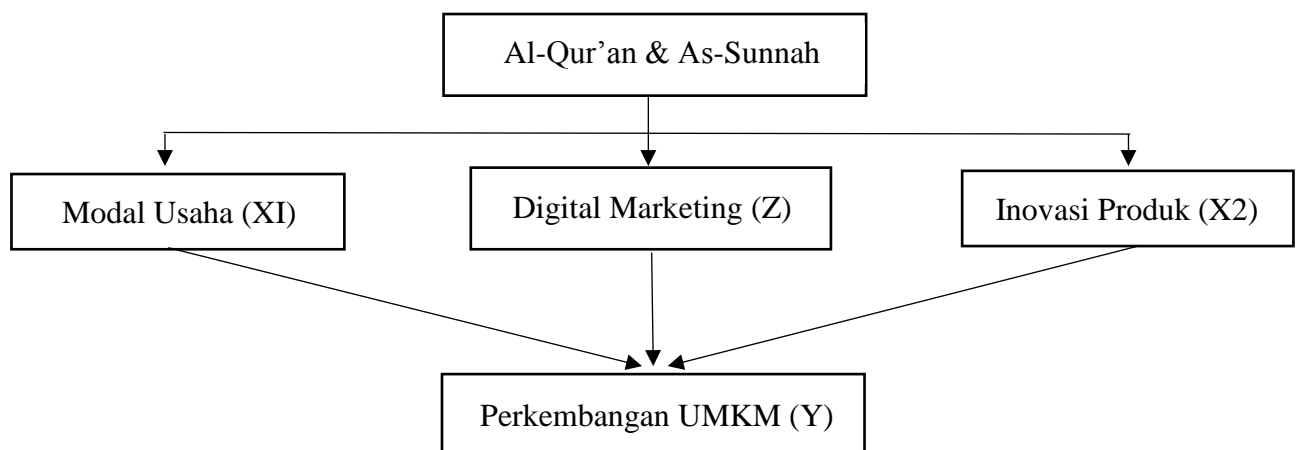 Al-Qur’an & As-Sunnah
Modal Usaha (XI)
Digital Marketing (Z)
Inovasi Produk (X2)
Perkembangan UMKM (Y)